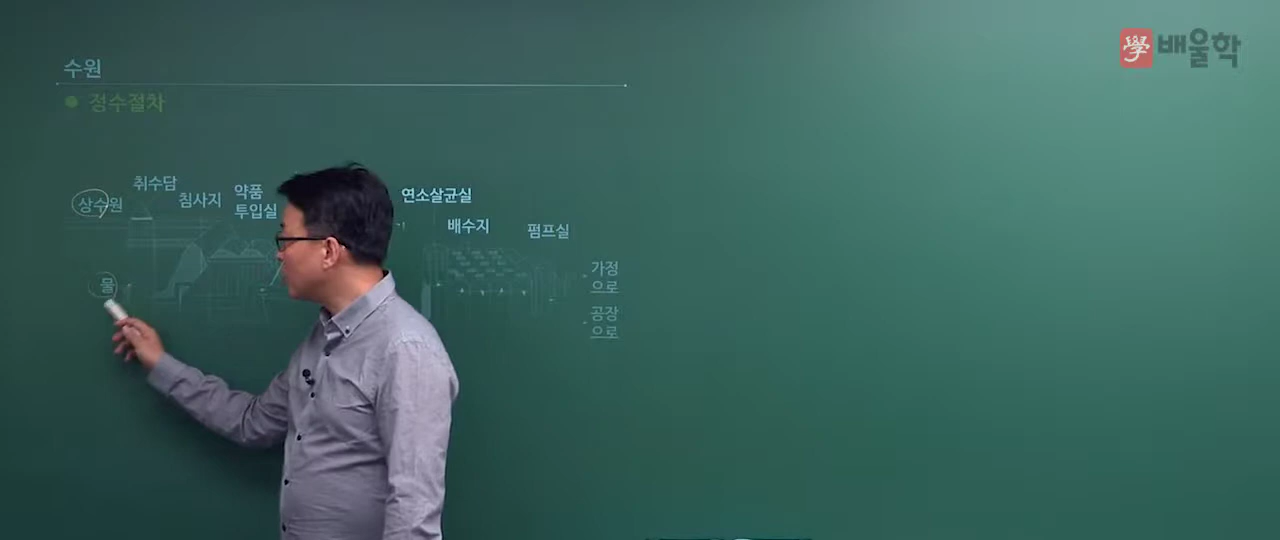 수원
學 배울학
정수절차
취수담
상수원
침사지
약품
투입실
연소살균실
배수지
펌프실
물
가정
으로
공장
으로